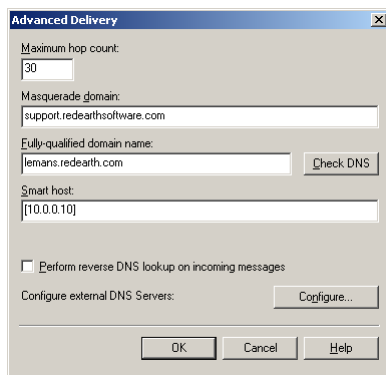 Advanced Delivery
Maximum hop count:
30
Masquerade domain:
support.redearthsoftware.com
Fully-qualified domain name:
lemans.redearth.com
Check DNS
Smart host:
[10.0.0.10]
Perform reverse DNS lookup on incoming messages
Configure external DNS Servers:
Configure...
OK Cancel Help